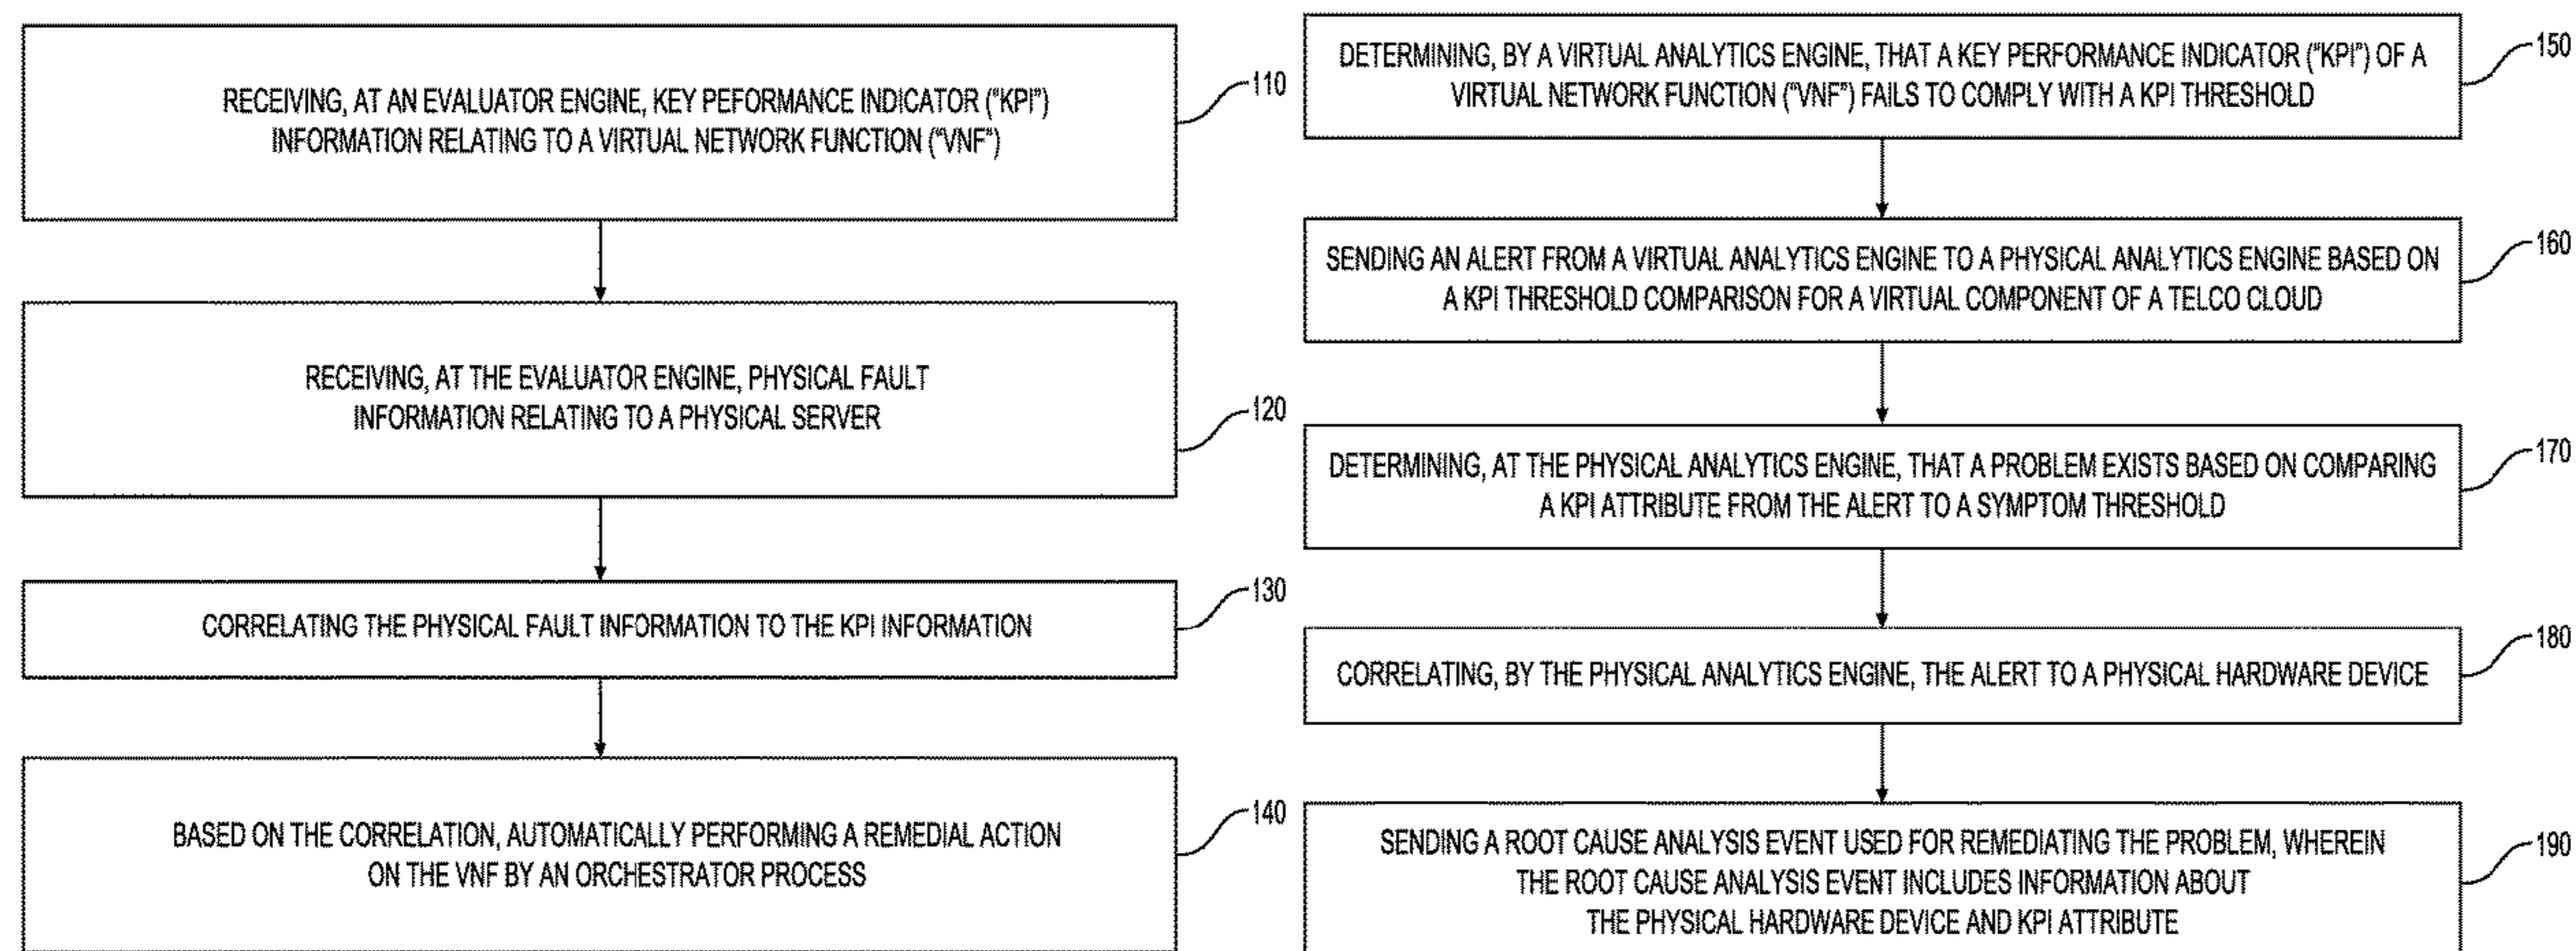 RECEIVING, AT AN EVALUATOR ENGINE, KEY PEFORMANCE INDICATOR ("KPI")
INFORMATION RELATING TO A VIRTUAL NETWORK FUNCTION ("VNF")
110
RECEIVING, AT THE EVALUATOR ENGINE, PHYSICAL FAULT
INFORMATION RELATING TO A PHYSICAL SERVER
120
CORRELATING THE PHYSICAL FAULT INFORMATION TO THE KPI INFORMATION
130
BASED ON THE CORRELATION, AUTOMATICALLY PERFORMING A REMEDIAL ACTION
ON THE VNF BY AN ORCHESTRATOR PROCESS
140
DETERMINING, BY A VIRTUAL ANALYTICS ENGINE, THAT A KEY PERFORMANCE INDICATOR ("KPI") OF A
VIRTUAL NETWORK FUNCTION ("VNF") FAILS TO COMPLY WITH A KPI THRESHOLD
150
SENDING AN ALERT FROM A VIRTUAL ANALYTICS ENGINE TO A PHYSICAL ANALYTICS ENGINE BASED ON
A KPI THRESHOLD COMPARISON FOR A VIRTUAL COMPONENT OF A TELCO CLOUD
160
DETERMINING, AT THE PHYSICAL ANALYTICS ENGINE, THAT A PROBLEM EXISTS BASED ON COMPARING
A KPI ATTRIBUTE FROM THE ALERT TO A SYMPTOM THRESHOLD
170
CORRELATING, BY THE PHYSICAL ANALYTICS ENGINE, THE ALERT TO A PHYSICAL HARDWARE DEVICE
180
SENDING A ROOT CAUSE ANALYSIS EVENT USED FOR REMEDIATING THE PROBLEM, WHEREIN
THE ROOT CAUSE ANALYSIS EVENT INCLUDES INFORMATION ABOUT
THE PHYSICAL HARDWARE DEVICE AND KPI ATTRIBUTE
190